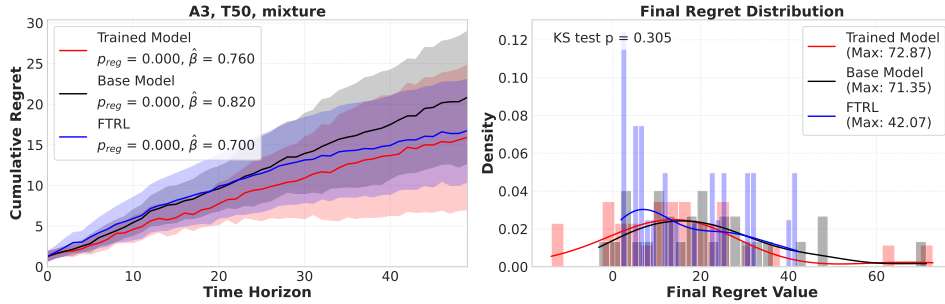 A3, T50, mixture
Cumulative Regret
30
25
20
15
10
5
0
Trained Model
p_reg = 0.000, β̂ = 0.760
Base Model
p_reg = 0.000, β̂ = 0.820
FTRL
p_reg = 0.000, β̂ = 0.700
0 10 20 30 40
Time Horizon
Final Regret Distribution
Density
0.12
0.10
0.08
0.06
0.04
0.02
0.00
KS test p = 0.305
Trained Model
(Max: 72.87)
Base Model
(Max: 71.35)
FTRL
(Max: 42.07)
0 20 40 60
Final Regret Value